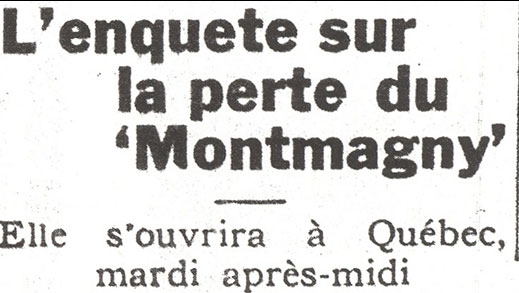 L'enquete sur
la perte du
‘Montmagny’
Elle s'ouvrira à Québec,
mardi après-midi